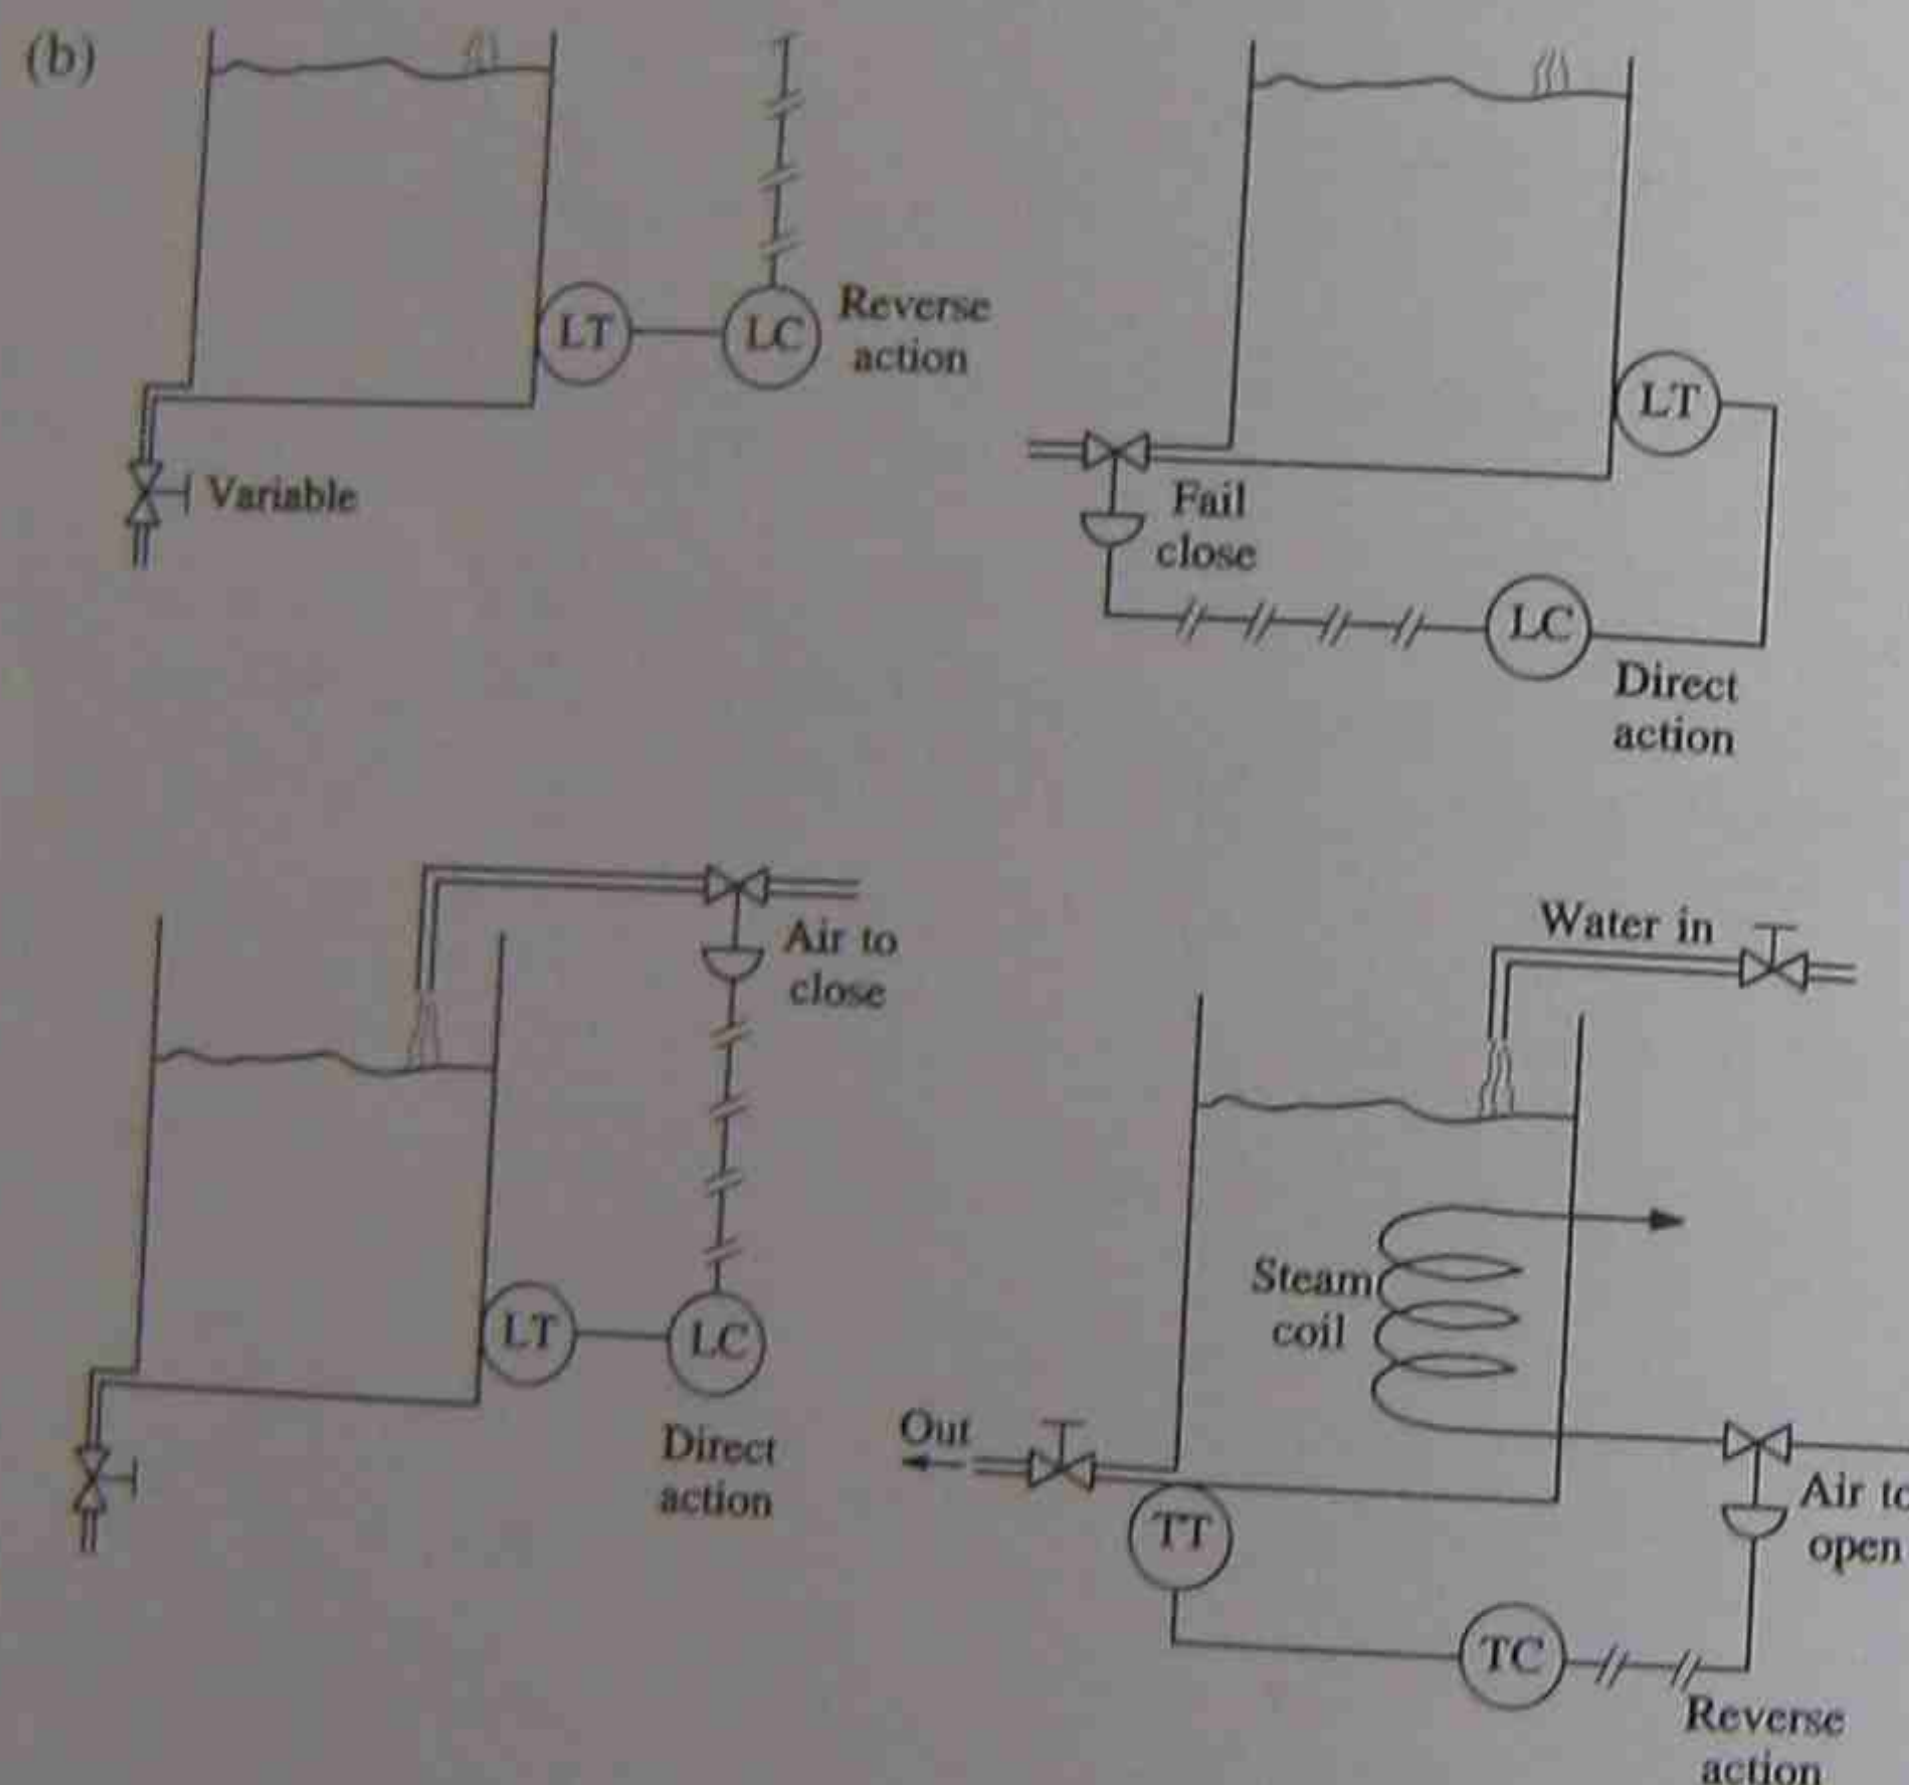 (b)
LT
LC
Reverse
action
Variable
LT
Fail
close
LC
Direct
action
Air to
close
LT
LC
Direct
action
Water in
Steam
coil
Out
Air to
open
TT
TC
Reverse
action